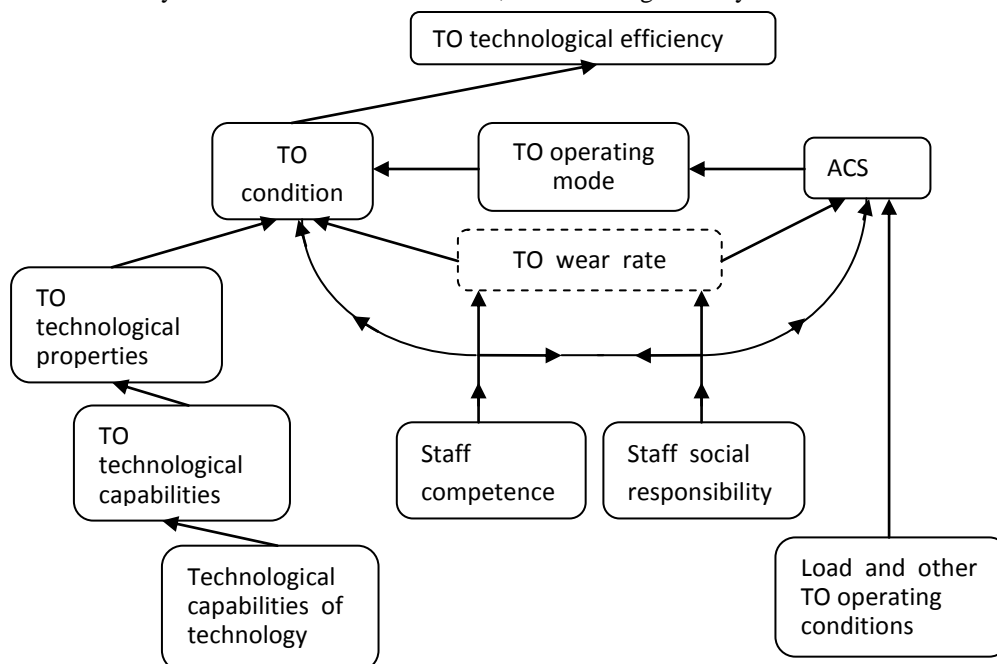 TO technological efficiency
TO
condition
TO operating
mode
ACS
TO wear rate
TO
technological
properties
TO
technological
capabilities
Staff
competence
Staff social
responsibility
Technological
capabilities of
technology
Load and other
TO operating
conditions